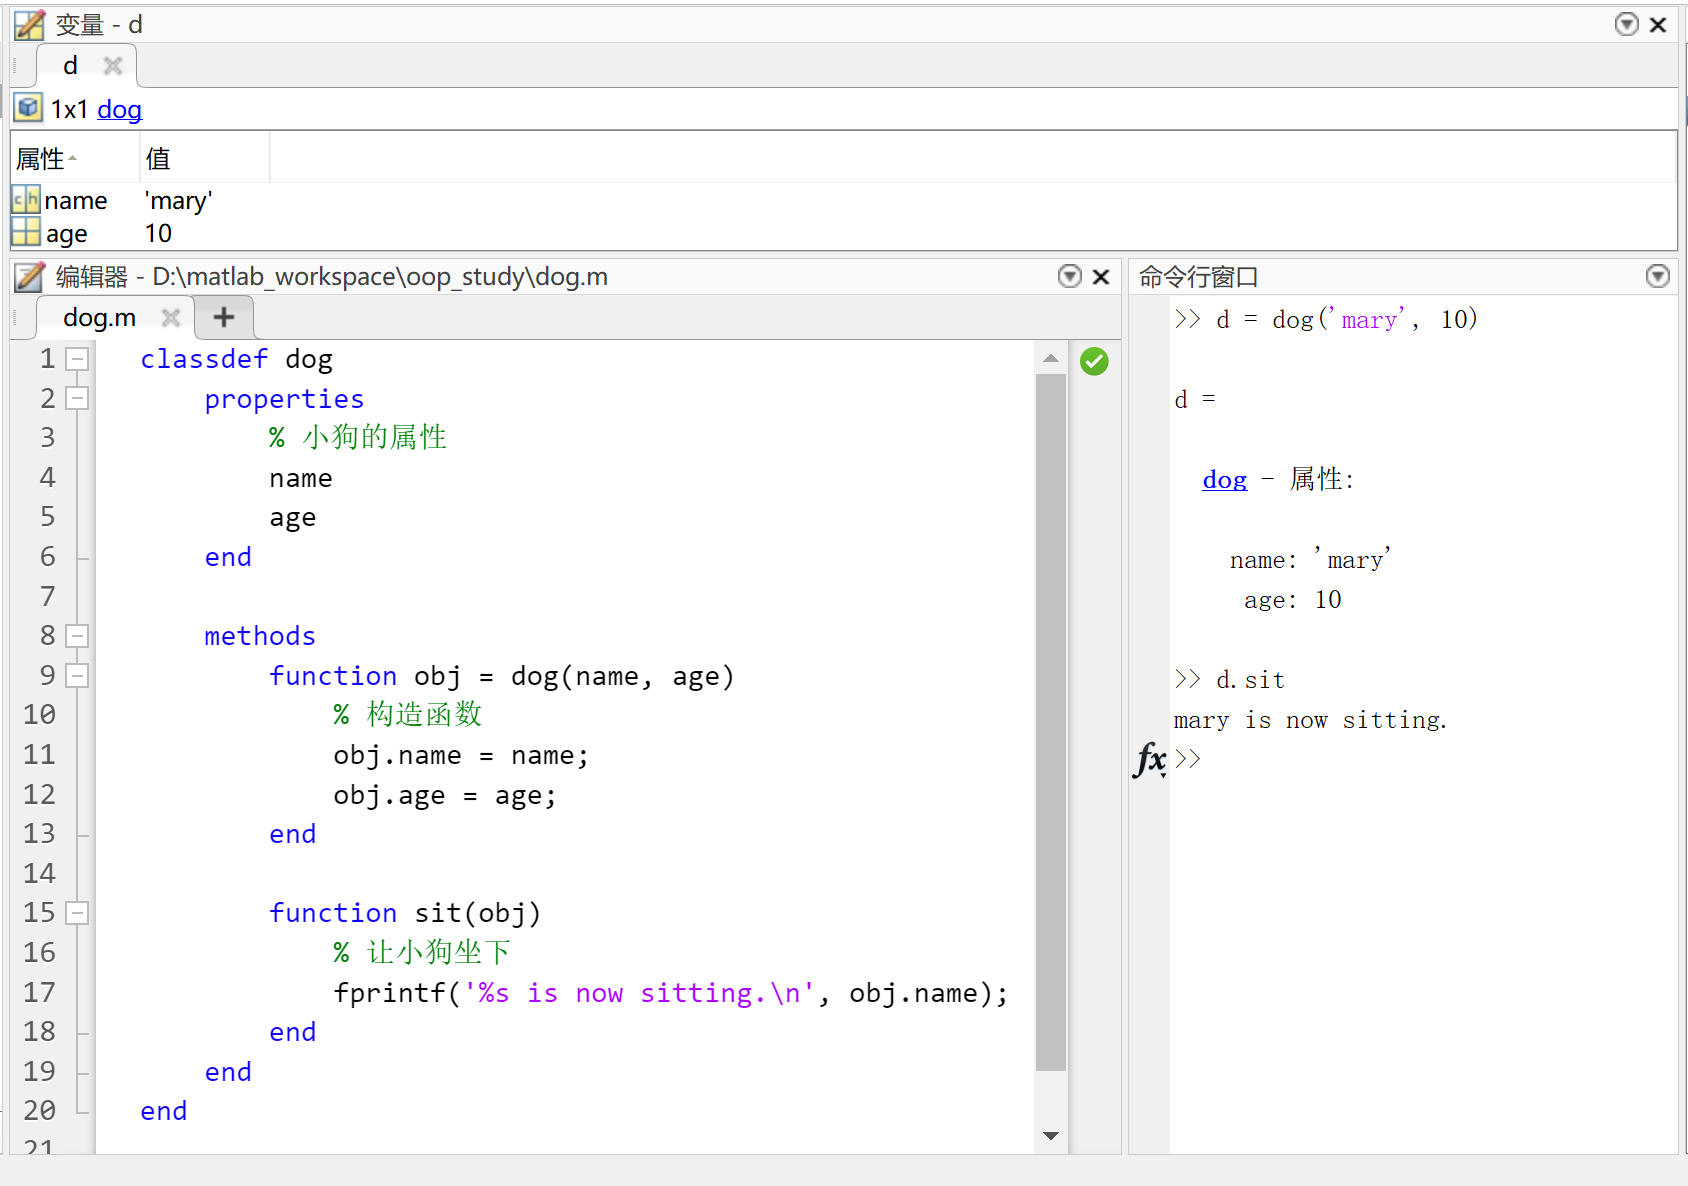 变量 - d
d
1x1 dog
属性 值
name 'mary'
age 10
编辑器 - D:\matlab_workspace\oop_study\dog.m
dog.m
1 classdef dog
2 properties
3 % 小狗的属性
4 name
5 age
6 end
7
8 methods
9 function obj = dog(name, age)
10 % 构造函数
11 obj.name = name;
12 obj.age = age;
13 end
14
15 function sit(obj)
16 % 让小狗坐下
17 fprintf('%s is now sitting.\n', obj.name);
18 end
19 end
20 end
21
命令行窗口
>> d = dog('mary', 10)
d =
dog - 属性:
name: 'mary'
age: 10
>> d.sit
mary is now sitting.
fx >>